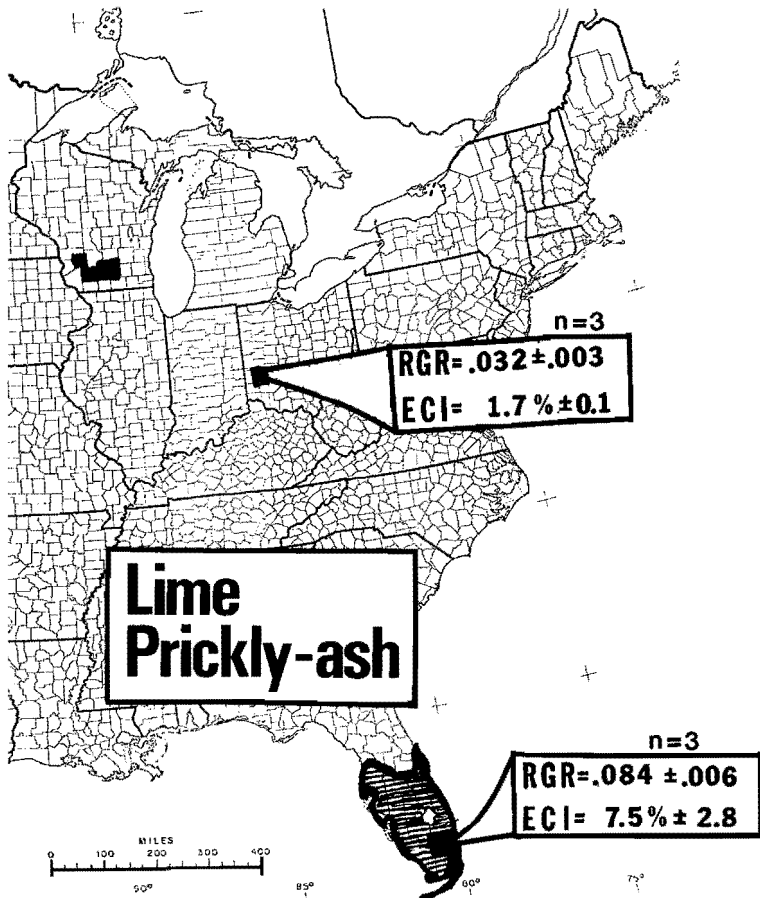 n=3
RGR=.032±.003
ECI= 1.7%±0.1
Lime
Prickly-ash
n=3
RGR=.084 ±.006
ECI= 7.5%± 2.8
MILES
0 100 200 300 400
90° 85° 80° 75°